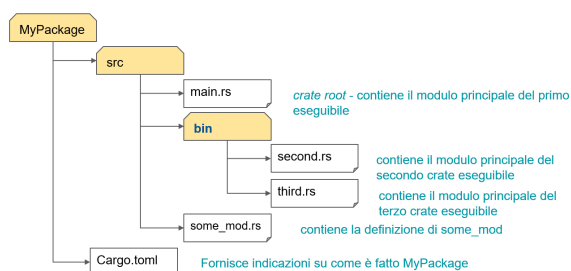 MyPackage
src
main.rs
crate root - contiene il modulo principale del primo
eseguibile
bin
second.rs
contiene il modulo principale del
secondo crate eseguibile
third.rs
contiene il modulo principale del
terzo crate eseguibile
some_mod.rs
contiene la definizione di some_mod
Cargo.toml
Fornisce indicazioni su come è fatto MyPackage